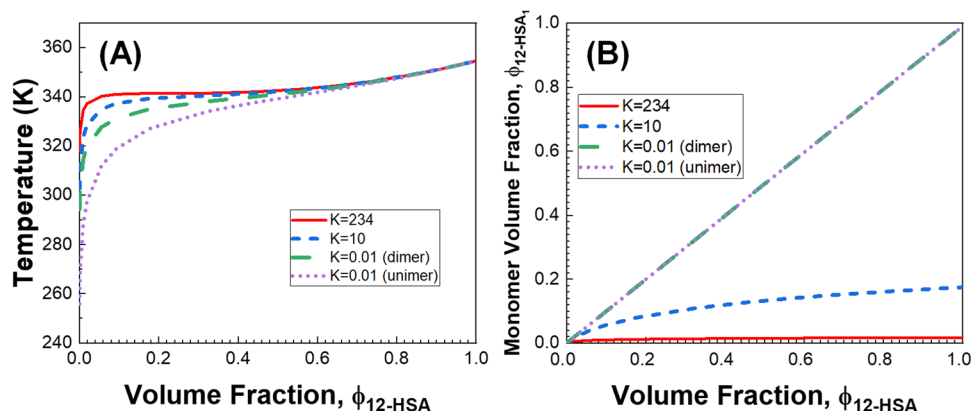 (A)
Temperature (K)
360
340
320
300
280
260
240
K=234
K=10
K=0.01 (dimer)
K=0.01 (unimer)
0.0 0.2 0.4 0.6 0.8 1.0
Volume Fraction, ϕ12-HSA
(B)
Monomer Volume Fraction, ϕ12-HSA1
1.0
0.8
0.6
0.4
0.2
0.0
K=234
K=10
K=0.01 (dimer)
K=0.01 (unimer)
0.0 0.2 0.4 0.6 0.8 1.0
Volume Fraction, ϕ12-HSA